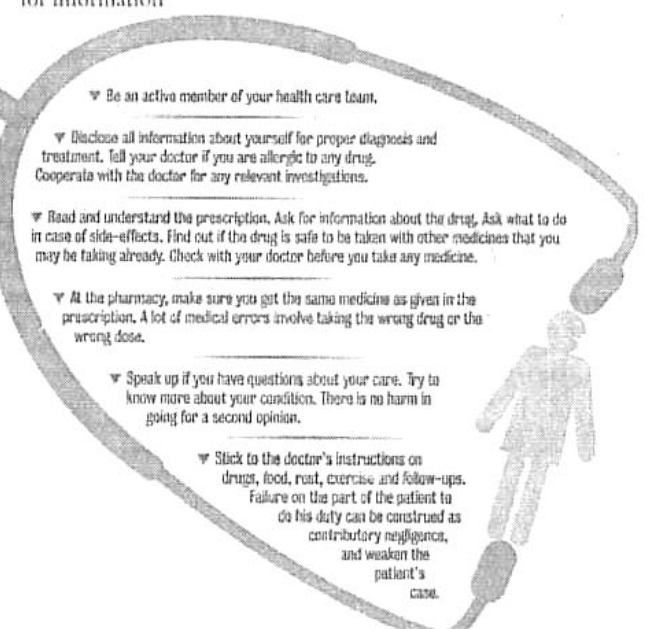 for information
▼ Be an active member of your health care team.
▼ Disclose all information about yourself for proper diagnosis and
treatment. Tell your doctor if you are allergic to any drug.
Cooperate with the doctor for any relevant investigations.
▼ Read and understand the prescription. Ask for information about the drug. Ask what to do
in case of side-effects. Find out if the drug is safe to be taken with other medicines that you
may be taking already. Check with your doctor before you take any medicine.
▼ At the pharmacy, make sure you get the same medicine as given in the
prescription. A lot of medical errors involve taking the wrong drug or the
wrong dose.
▼ Speak up if you have questions about your care. Try to
know more about your condition. There is no harm in
going for a second opinion.
▼ Stick to the doctor's instructions on
drugs, food, rest, exercise and follow-ups.
Failure on the part of the patient to
do his duty can be construed as
contributory negligence,
and weaken the
patient's
case.